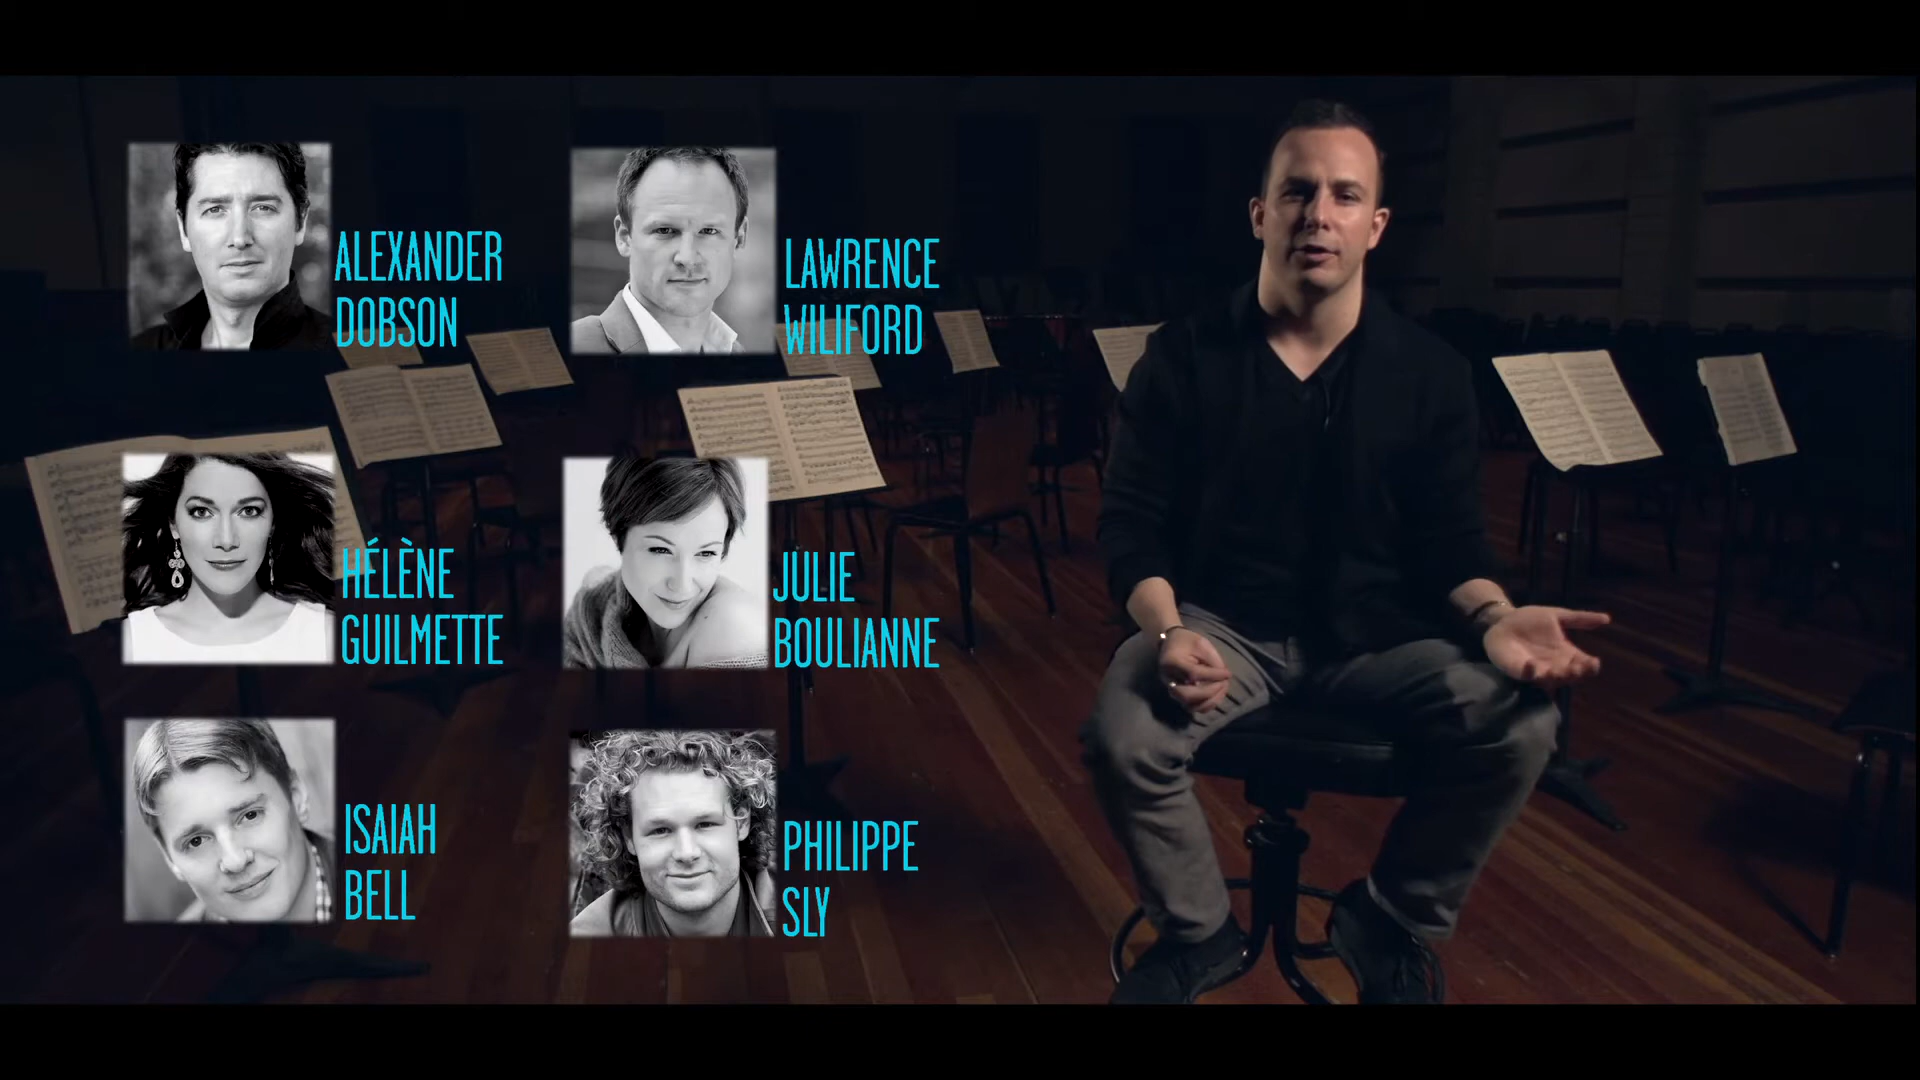 ALEXANDER
DOBSON
LAWRENCE
WILIFORD
HÉLÈNE
GUILMETTE
JULIE
BOULIANNE
ISAIAH
BELL
PHILIPPE
SLY